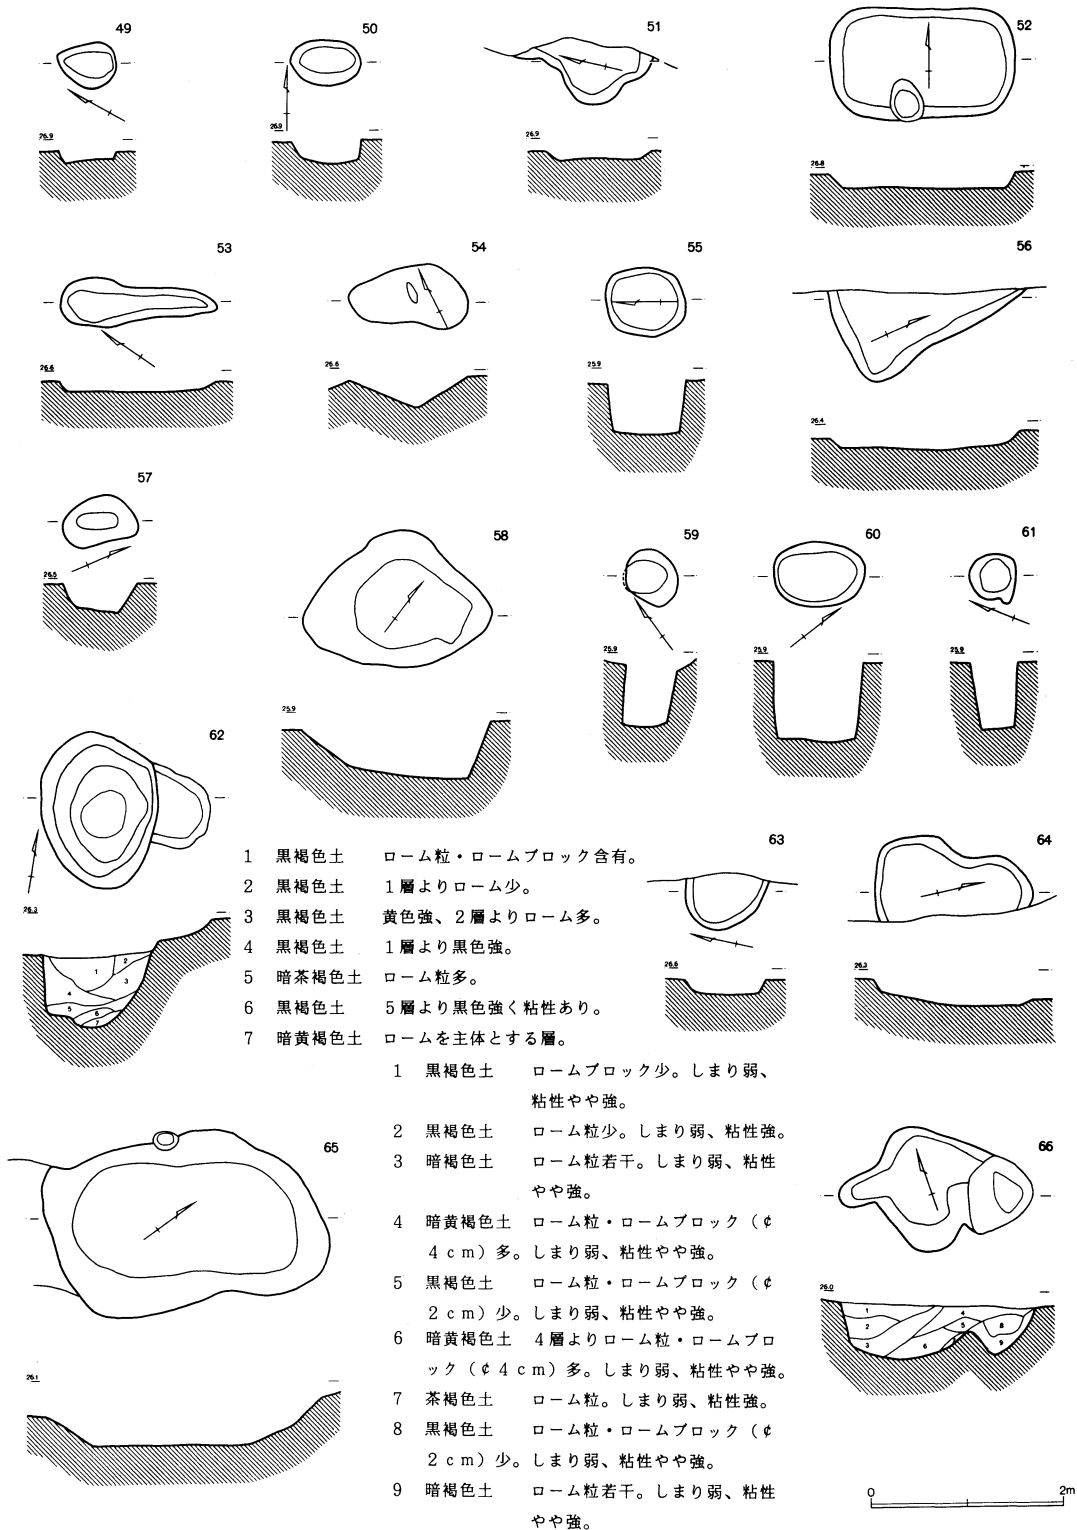 49
50
51
52
26.9
26.9
26.9
26.8
53
54
55
56
26.6
26.6
25.9
26.4
57
58
59
60
61
26.5
25.9
25.9
25.9
25.9
62
63
64
26.3
26.6
26.3
1
2
3
4
5
6
7
1 黒褐色土 ローム粒・ロームブロック含有。
2 黒褐色土 1層よりローム少。
3 黒褐色土 黄色強、2層よりローム多。
4 黒褐色土 1層より黒色強。
5 暗茶褐色土 ローム粒多。
6 黒褐色土 5層より黒色強く粘性あり。
7 暗黄褐色土 ロームを主体とする層。
65
66
26.1
26.0
1
2
3
4
5
6
8
9
1 黒褐色土 ロームブロック少。しまり弱、
粘性やや強。
2 黒褐色土 ローム粒少。しまり弱、粘性強。
3 暗褐色土 ローム粒若干。しまり弱、粘性
やや強。
4 暗黄褐色土 ローム粒・ロームブロック(¢
4cm)多。しまり弱、粘性やや強。
5 黒褐色土 ローム粒・ロームブロック(¢
2cm)少。しまり弱、粘性やや強。
6 暗黄褐色土 4層よりローム粒・ロームブロ
ック(¢4cm)多。しまり弱、粘性やや強。
7 茶褐色土 ローム粒。しまり弱、粘性強。
8 黒褐色土 ローム粒・ロームブロック(¢
2cm)少。しまり弱、粘性やや強。
9 暗褐色土 ローム粒若干。しまり弱、粘性
やや強。
0 2m